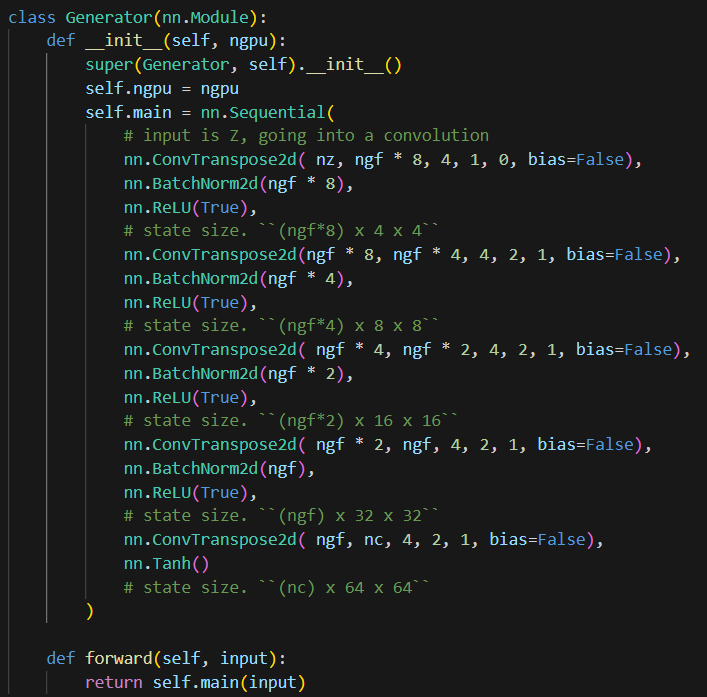 class Generator(nn.Module):
    def __init__(self, ngpu):
        super(Generator, self).__init__()
        self.ngpu = ngpu
        self.main = nn.Sequential(
            # input is Z, going into a convolution
            nn.ConvTranspose2d( nz, ngf * 8, 4, 1, 0, bias=False),
            nn.BatchNorm2d(ngf * 8),
            nn.ReLU(True),
            # state size. ``(ngf*8) x 4 x 4``
            nn.ConvTranspose2d(ngf * 8, ngf * 4, 4, 2, 1, bias=False),
            nn.BatchNorm2d(ngf * 4),
            nn.ReLU(True),
            # state size. ``(ngf*4) x 8 x 8``
            nn.ConvTranspose2d( ngf * 4, ngf * 2, 4, 2, 1, bias=False),
            nn.BatchNorm2d(ngf * 2),
            nn.ReLU(True),
            # state size. ``(ngf*2) x 16 x 16``
            nn.ConvTranspose2d( ngf * 2, ngf, 4, 2, 1, bias=False),
            nn.BatchNorm2d(ngf),
            nn.ReLU(True),
            # state size. ``(ngf) x 32 x 32``
            nn.ConvTranspose2d( ngf, nc, 4, 2, 1, bias=False),
            nn.Tanh()
            # state size. ``(nc) x 64 x 64``
        )

    def forward(self, input):
        return self.main(input)